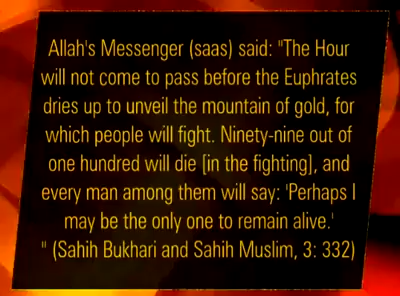 Allah's Messenger (saas) said: "The Hour
will not come to pass before the Euphrates
dries up to unveil the mountain of gold, for
which people will fight. Ninety-nine out of
one hundred will die [in the fighting], and
every man among them will say: 'Perhaps I
may be the only one to remain alive.'
" (Sahih Bukhari and Sahih Muslim, 3: 332)